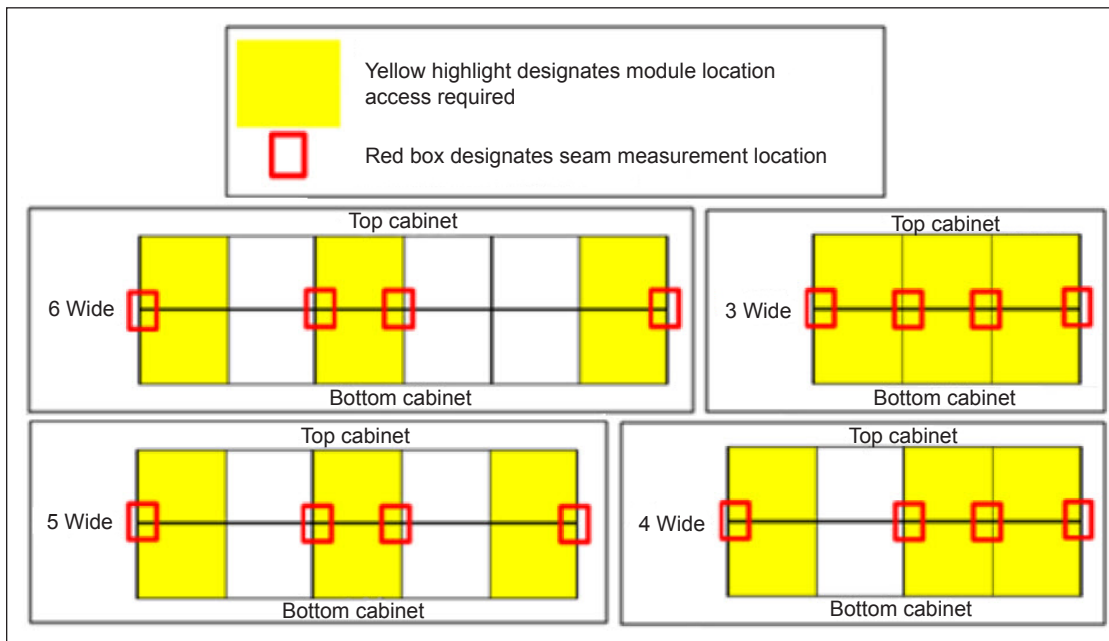 Yellow highlight designates module location
access required
Red box designates seam measurement location
Top cabinet
6 Wide
Bottom cabinet
Top cabinet
3 Wide
Bottom cabinet
Top cabinet
5 Wide
Bottom cabinet
Top cabinet
4 Wide
Bottom cabinet